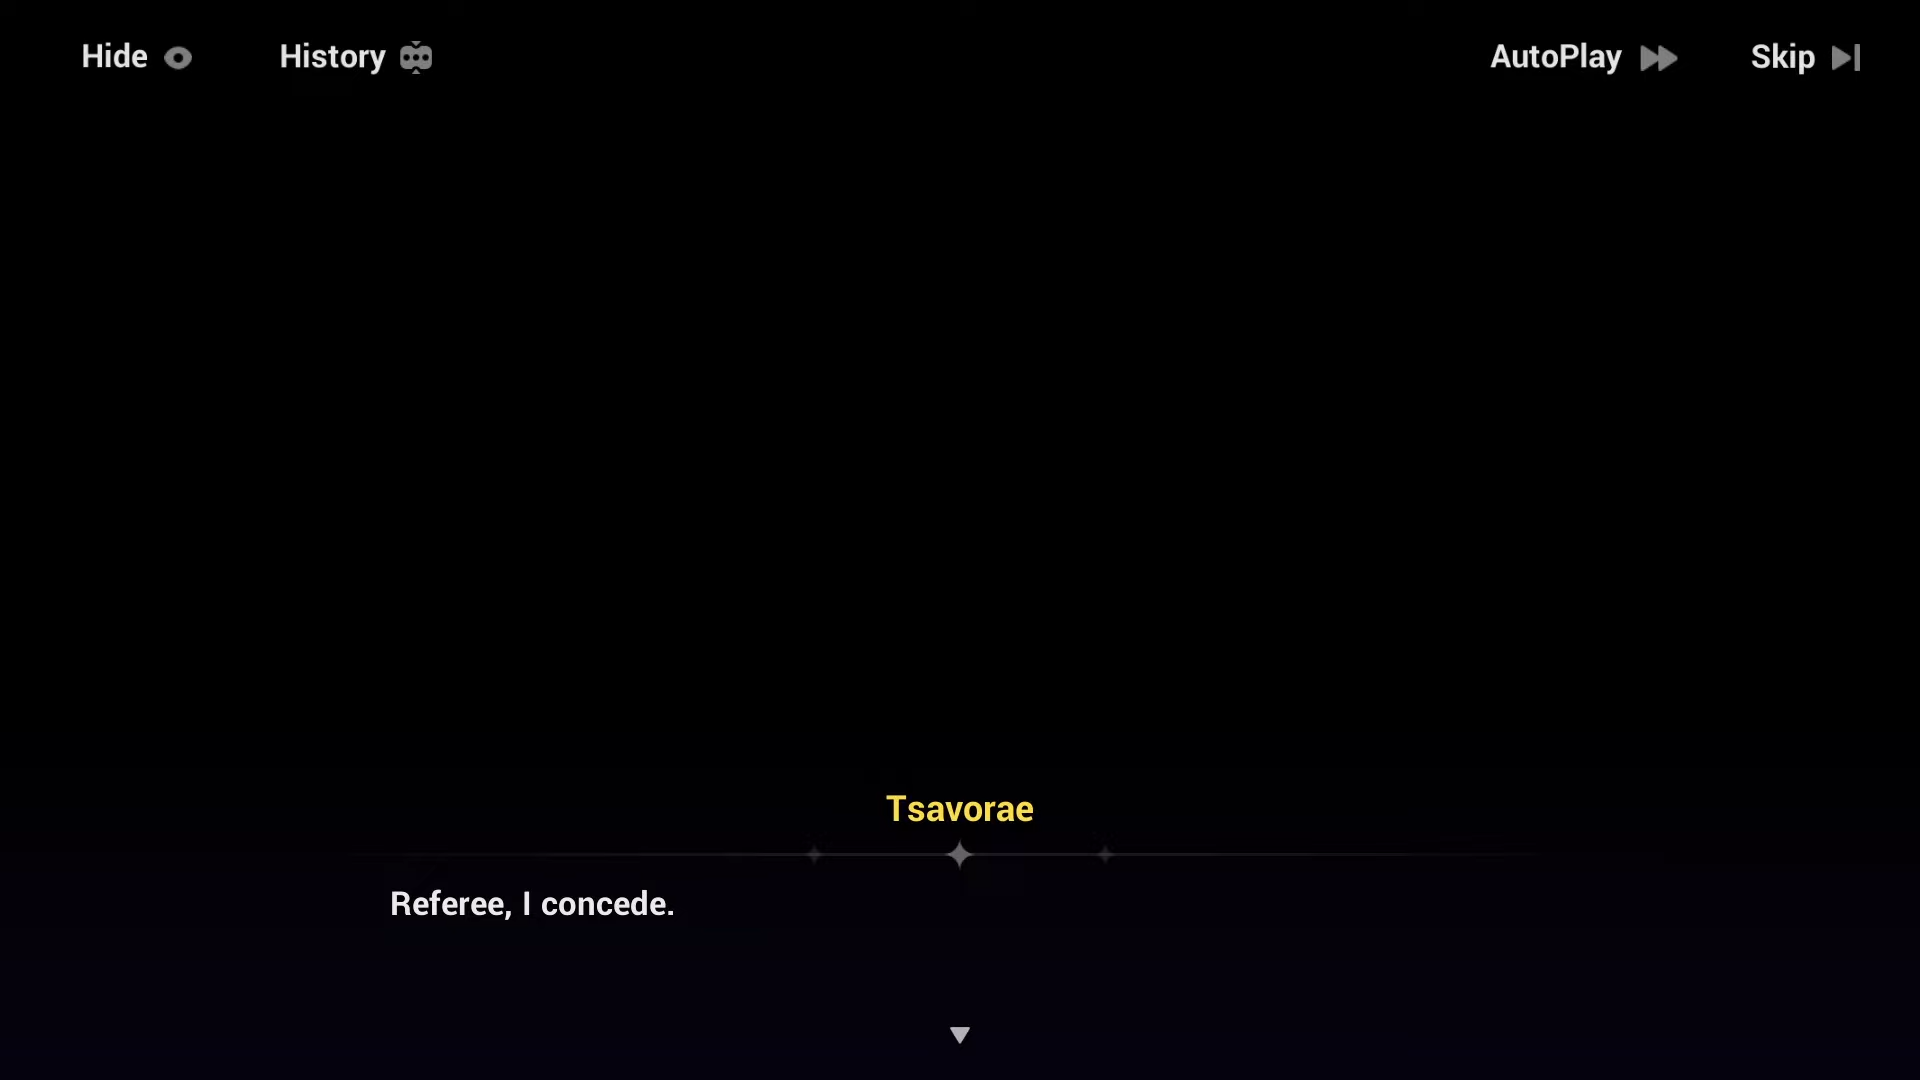 Hide
History
AutoPlay
Skip
Tsavorae
Referee, I concede.